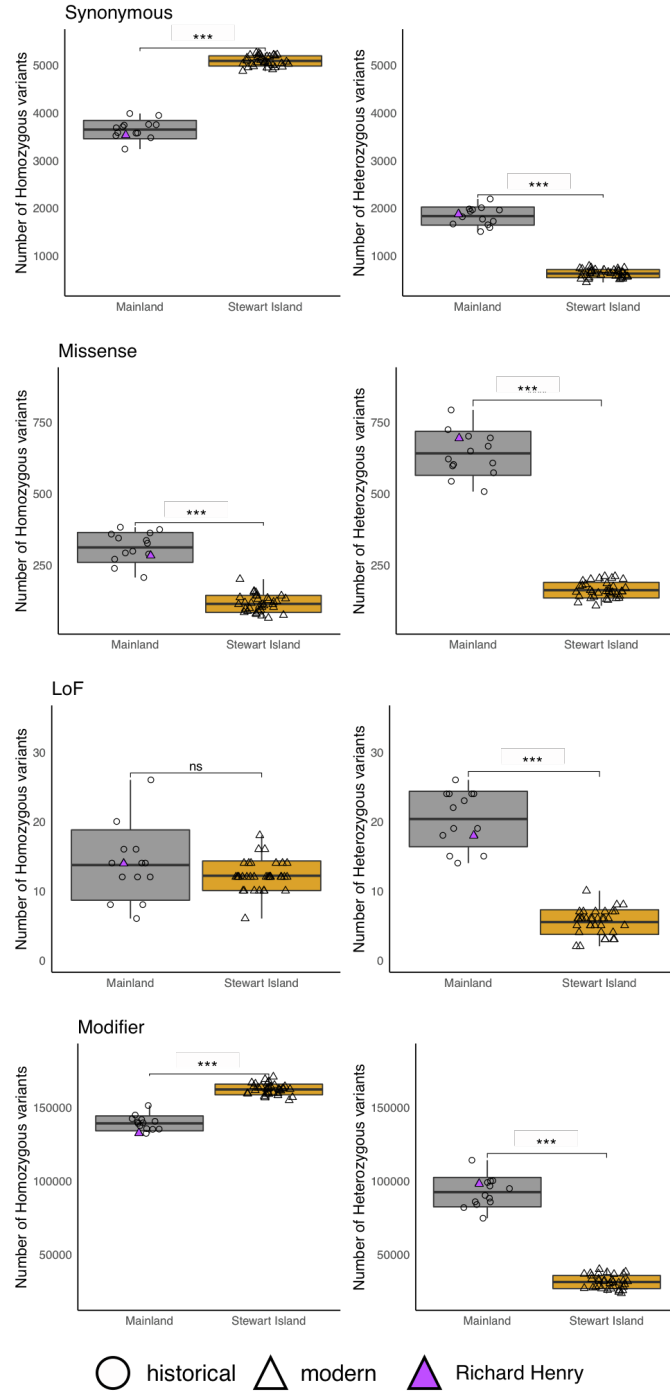 Synonymous
Number of Homozygous variants
5000
4000
3000
2000
1000
***
Mainland
Stewart Island
Number of Heterozygous variants
5000
4000
3000
2000
1000
***
Mainland
Stewart Island
Missense
Number of Homozygous variants
750
500
250
***
Mainland
Stewart Island
Number of Heterozygous variants
750
500
250
***
Mainland
Stewart Island
LoF
Number of Homozygous variants
30
20
10
0
ns
Mainland
Stewart Island
Number of Heterozygous variants
30
20
10
0
***
Mainland
Stewart Island
Modifier
Number of Homozygous variants
150000
100000
50000
***
Mainland
Stewart Island
Number of Heterozygous variants
150000
100000
50000
***
Mainland
Stewart Island
historical
modern
Richard Henry